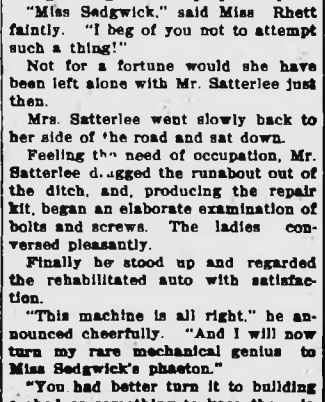 "Miss Sedgwick," said Miss Rhett
faintly. "I beg of you not to attempt
such a thing!"
Not for a fortune would she have
been left alone with Mr. Satterlee just
then.
Mrs. Satterlee went slowly back to
her side of the road and sat down.
Feeling the need of occupation, Mr.
Satterlee dragged the runabout out of
the ditch, and, producing the repair
kit, began an elaborate examination of
bolts and screws. The ladies con-
versed pleasantly.
Finally he stood up and regarded
the rehabilitated auto with satisfac-
tion.
"This machine is all right," he an-
nounced cheerfully. "And I will now
turn my rare mechanical genius to
Miss Sedgwick's phaeton."
"You had better turn it to building